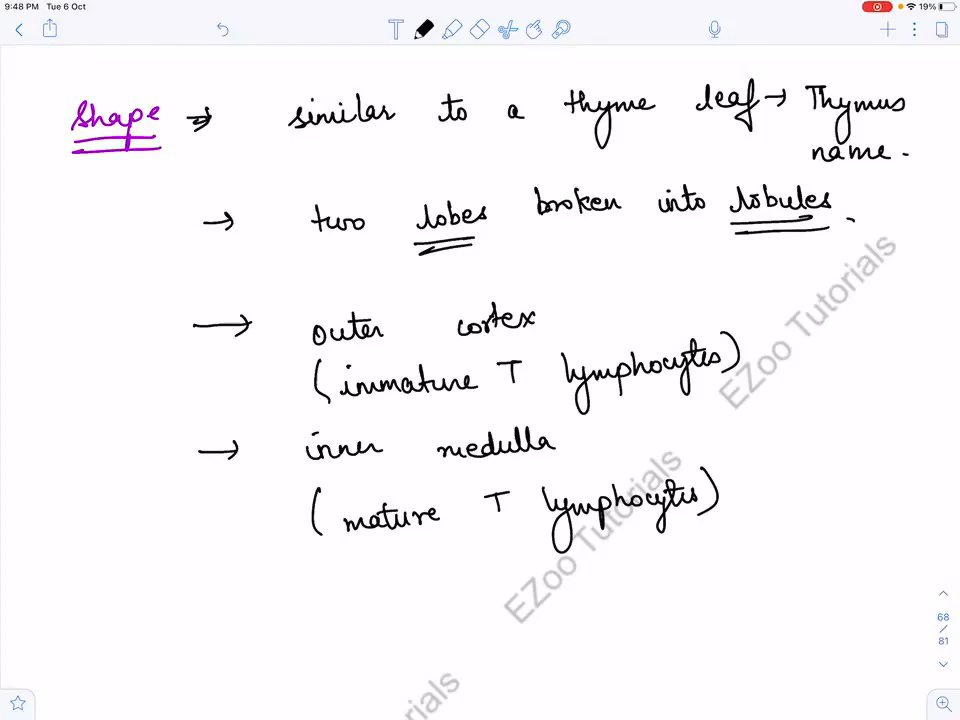 9:48 PM Tue 6 Oct
19%
Shape → similar to a thyme leaf → Thymus
name.
→ two lobes broken into lobules.
→ outer cortex
(immature T lymphocytes)
→ inner medulla
(mature T lymphocytes)
EZoo Tutorials
EZoo Tutorials
ials
68
/
81